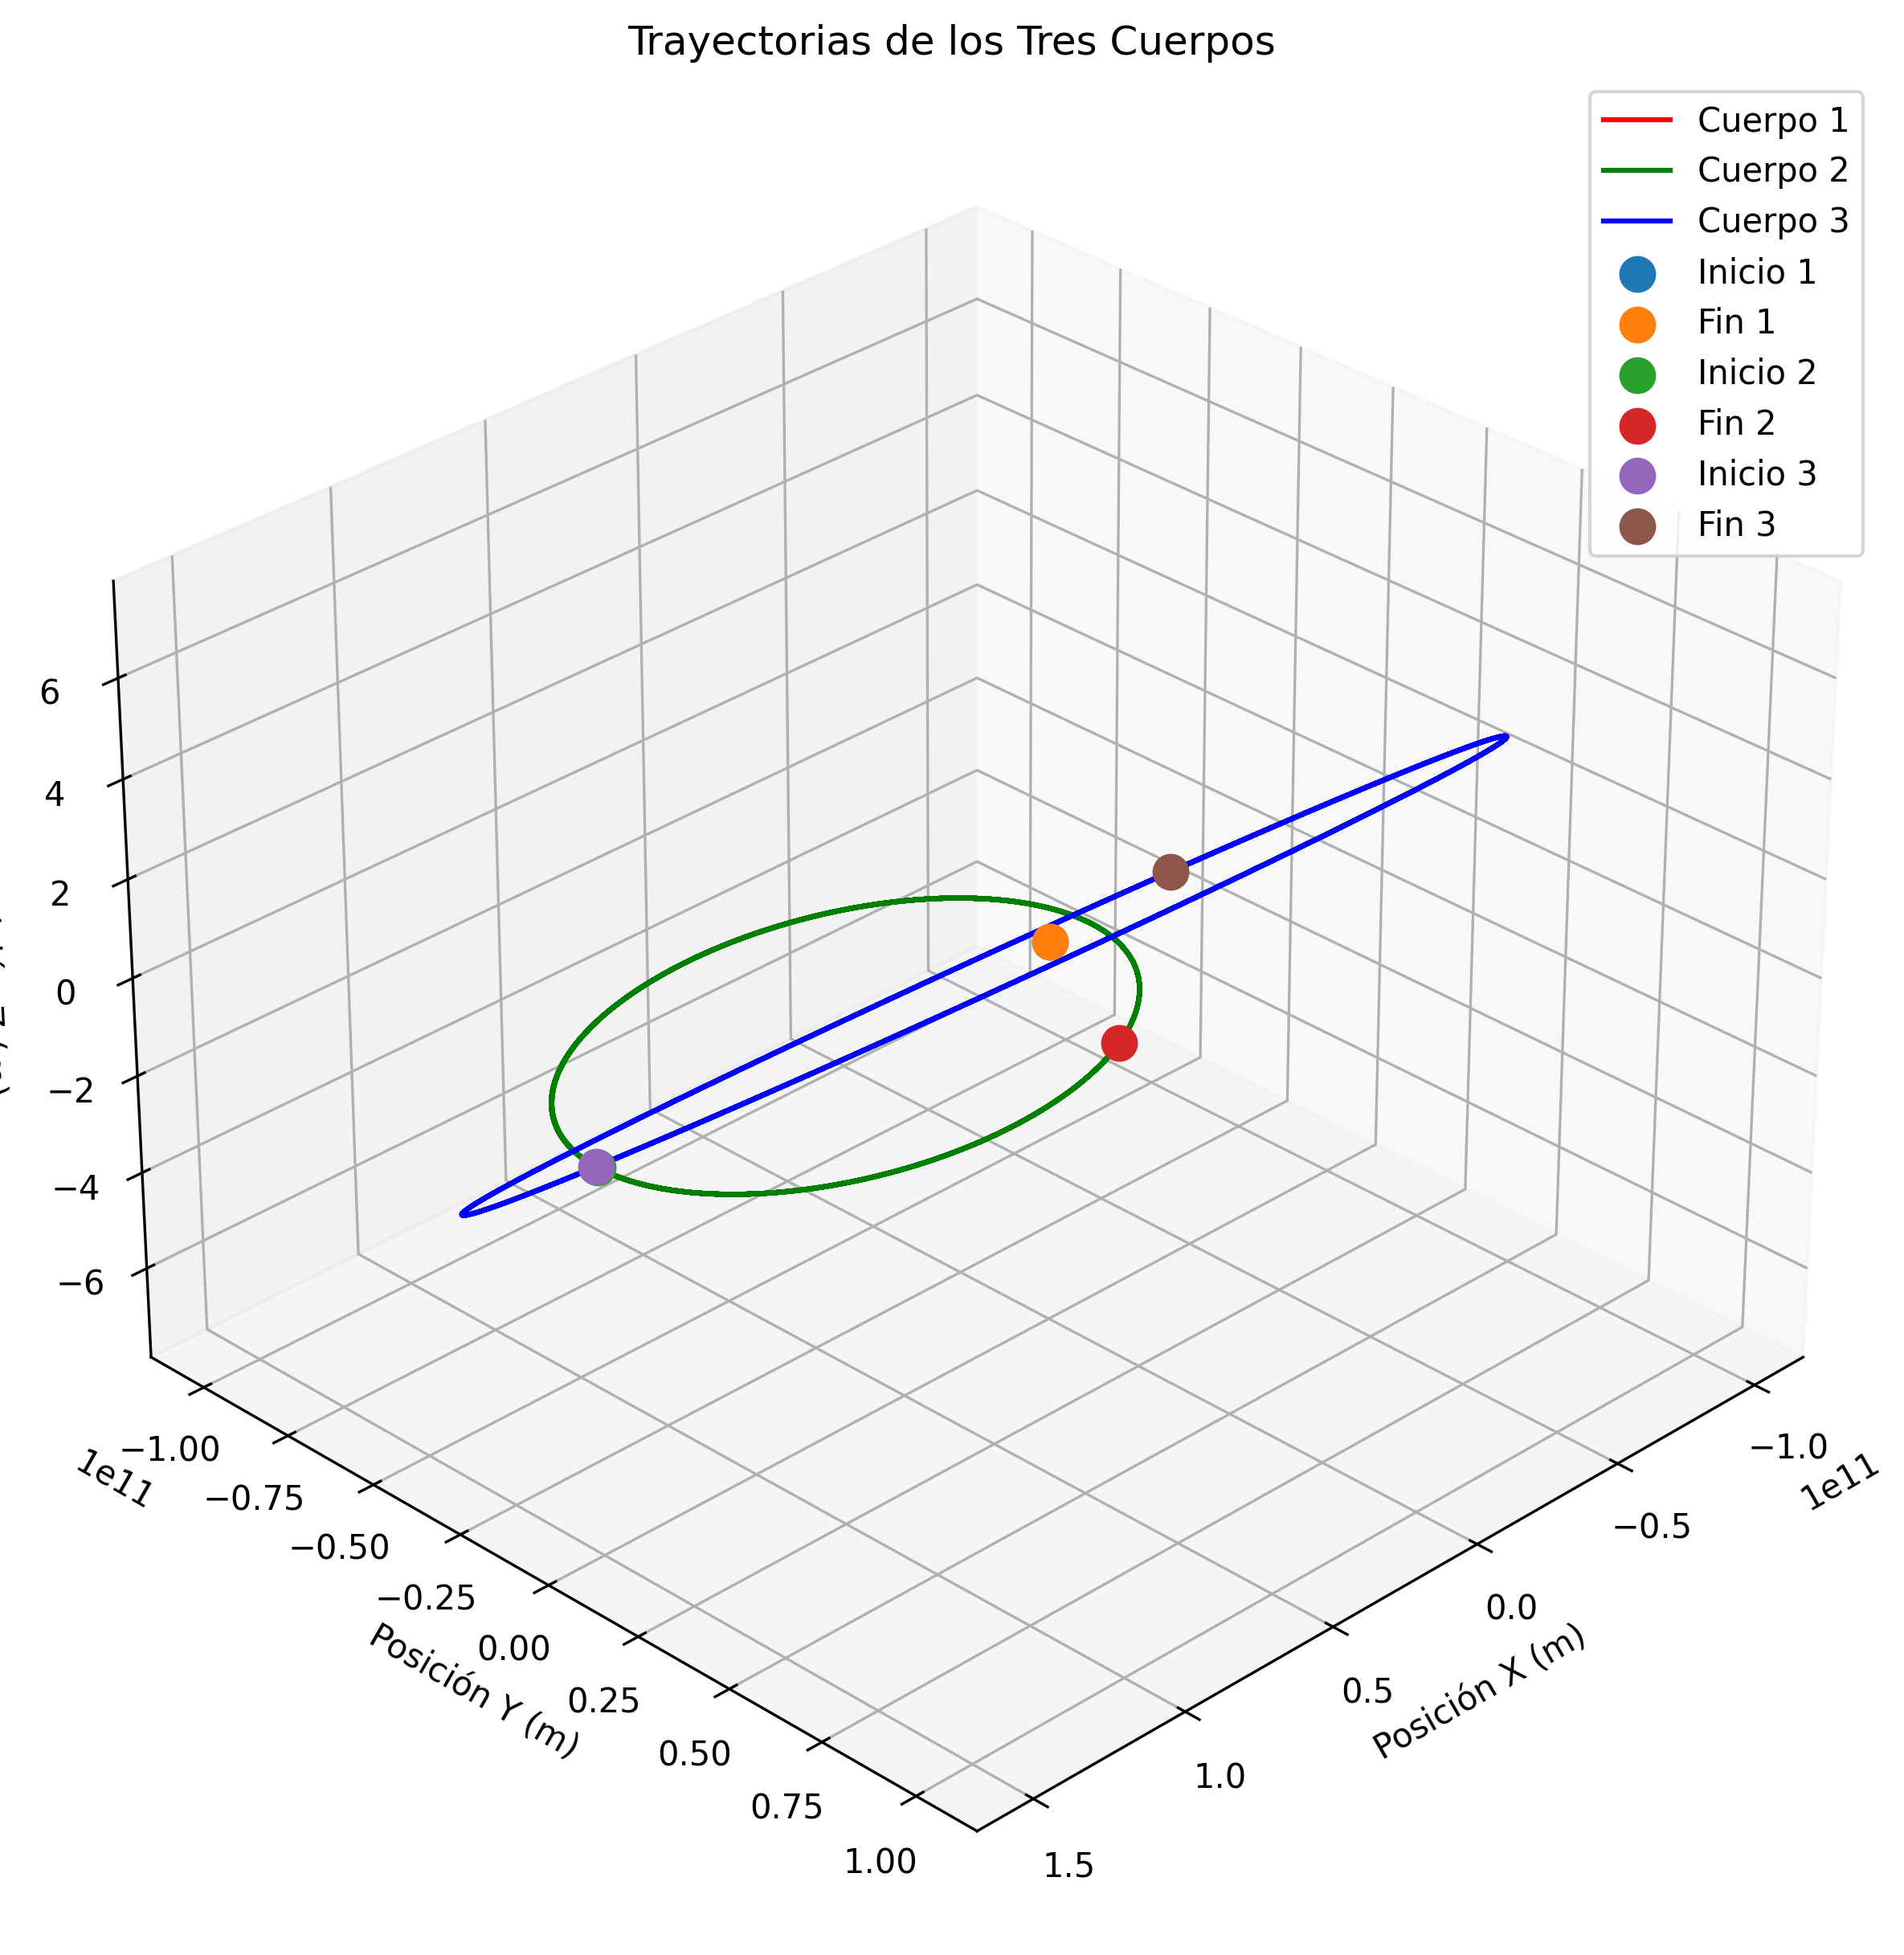 Trayectorias de los Tres Cuerpos
Cuerpo 1
Cuerpo 2
Cuerpo 3
Inicio 1
Fin 1
Inicio 2
Fin 2
Inicio 3
Fin 3
6
4
2
0
−2
−4
−6
1e11
−1.00
−0.75
−0.50
−0.25
0.00
0.25
0.50
0.75
1.00
Posición Y (m)
−1.0
−0.5
0.0
0.5
1.0
1.5
1e11
Posición X (m)